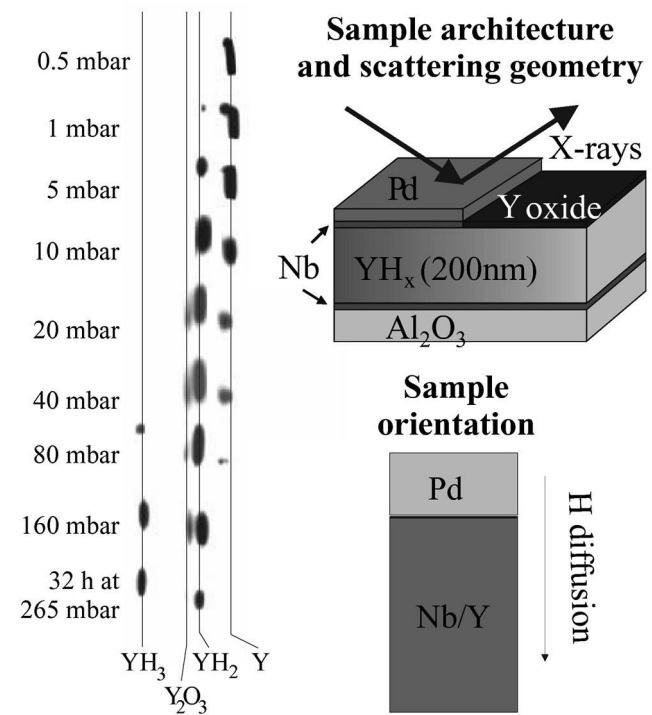 0.5 mbar
1 mbar
5 mbar
10 mbar
20 mbar
40 mbar
80 mbar
160 mbar
32 h at
265 mbar
YH₃
Y₂O₃
YH₂
Y
Sample architecture
and scattering geometry
X-rays
Pd
Y oxide
Nb
YHₓ (200nm)
Al₂O₃
Sample
orientation
Pd
Nb/Y
H diffusion